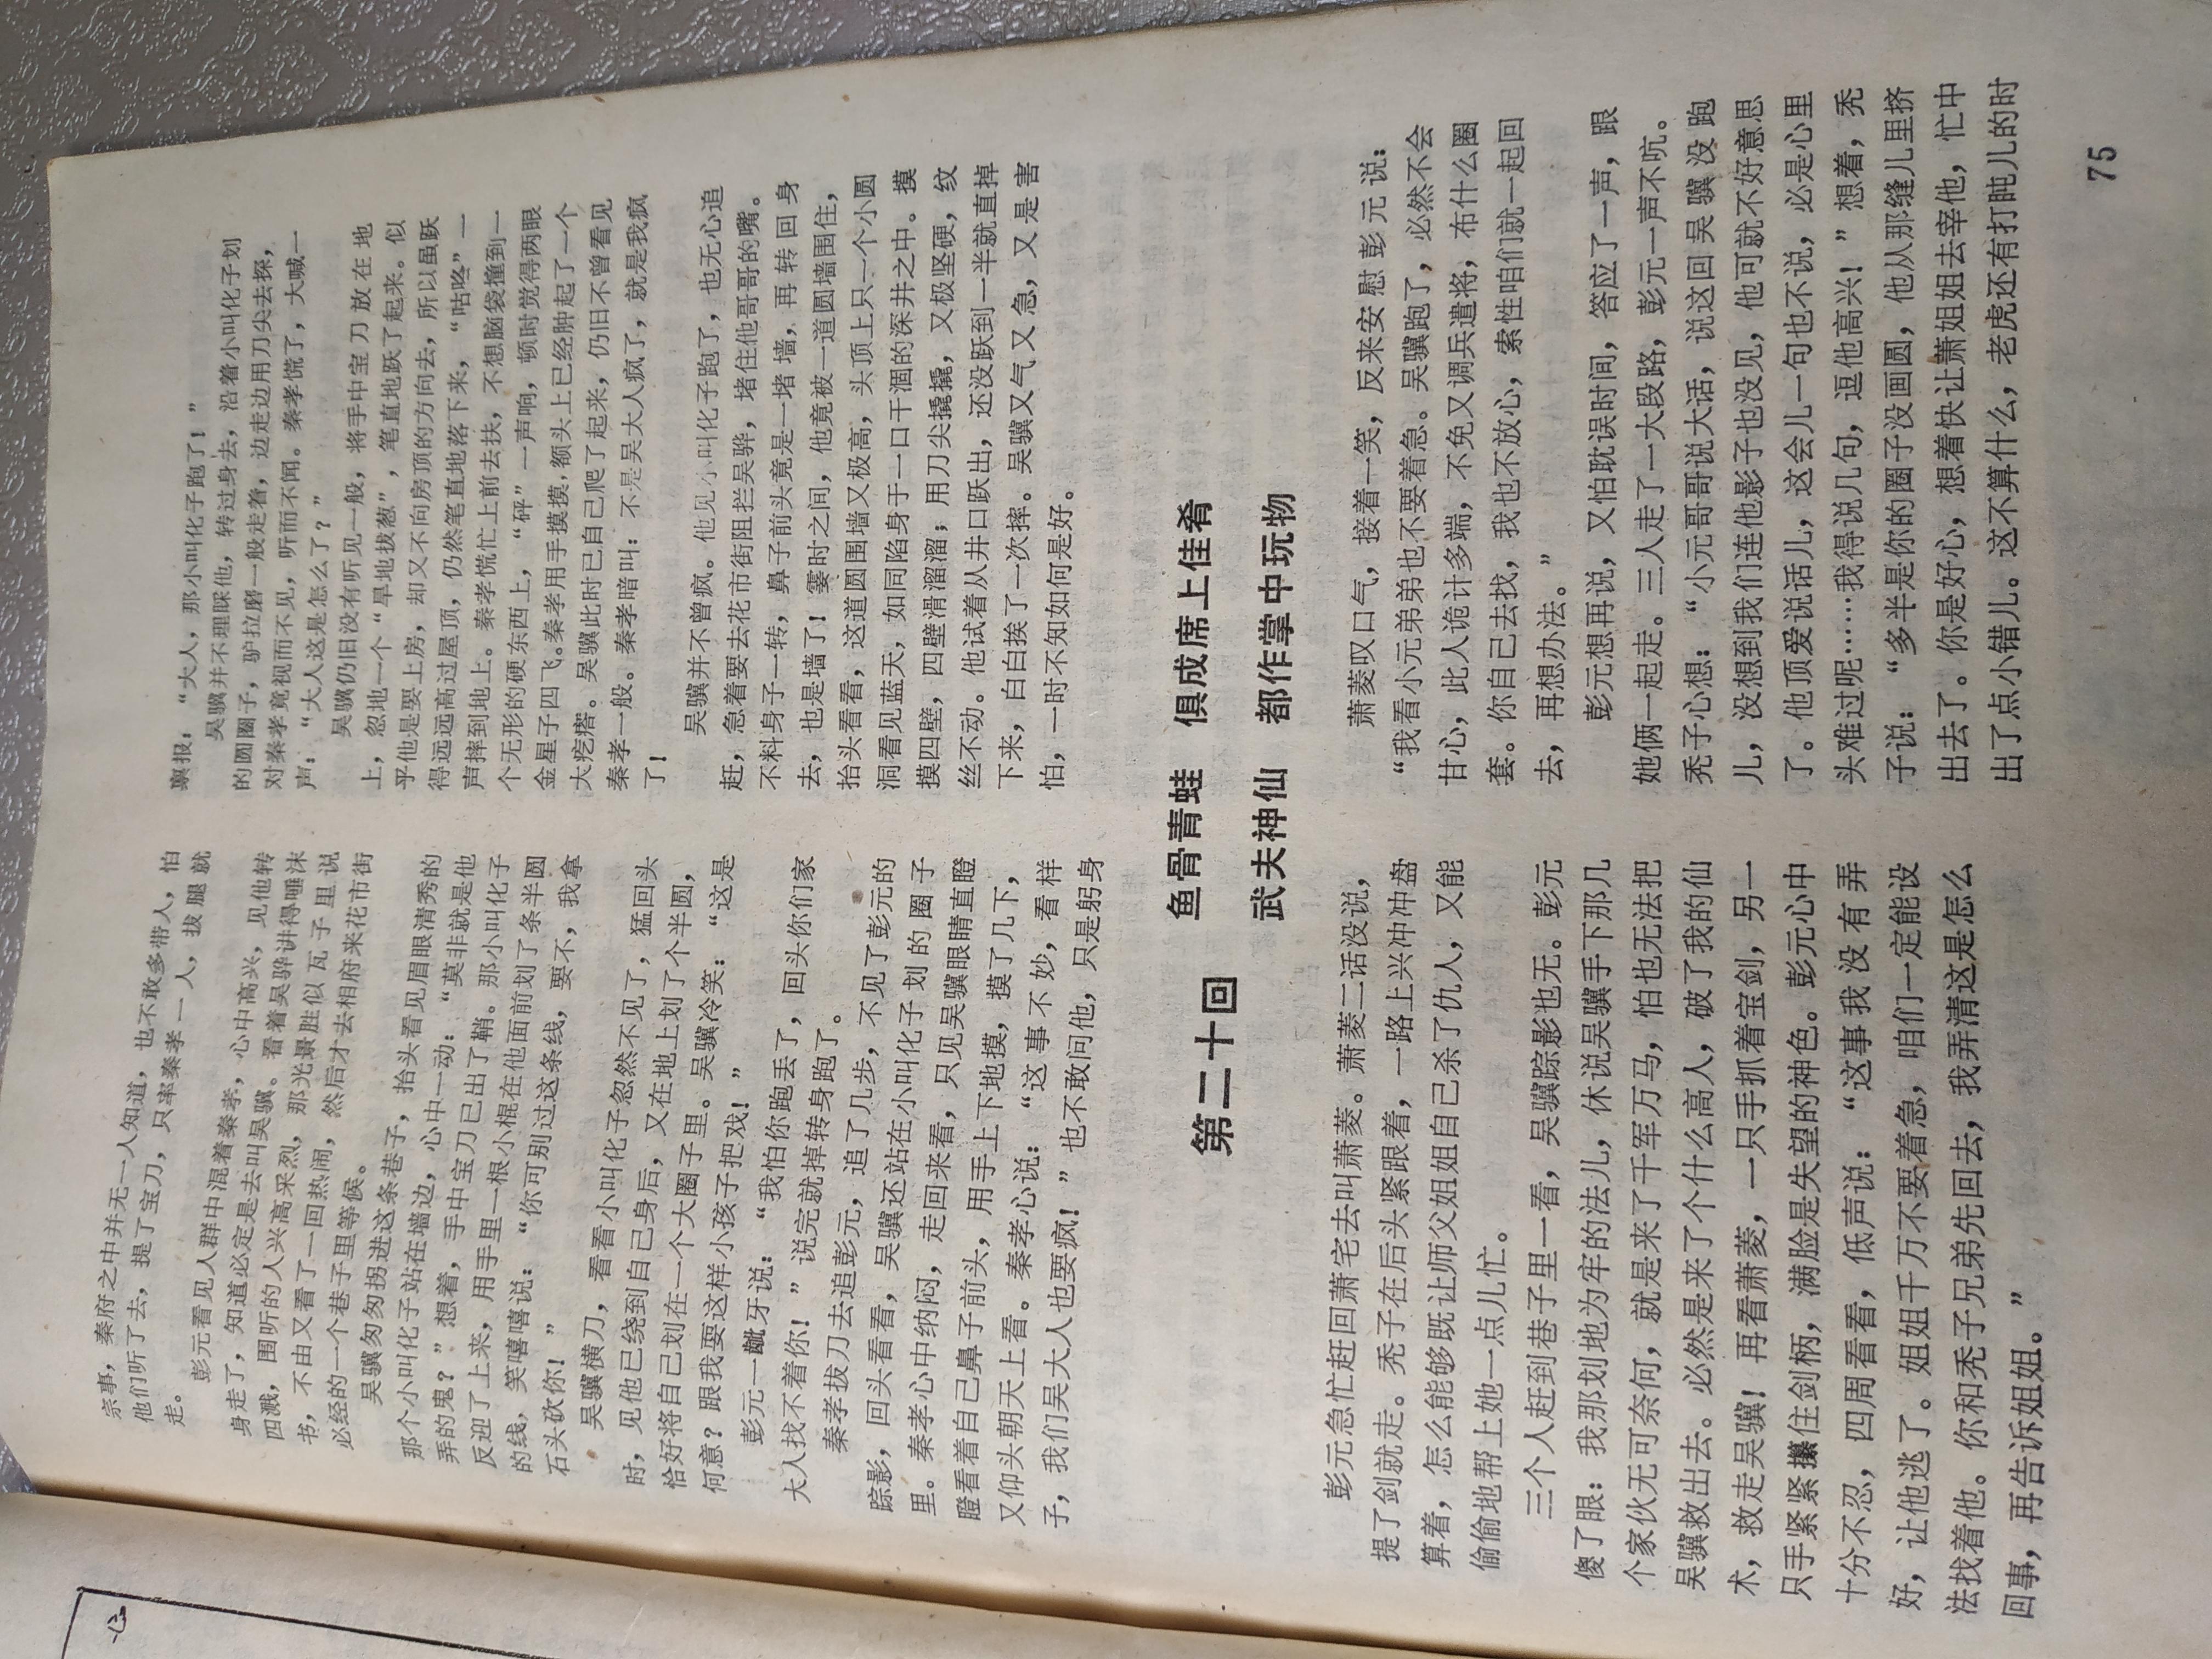 宗事，秦府之中并无一人知道，也不敢多带人，怕
他们听了去，提了宝刀，只率秦孝一人，拔腿就
走。
彭元看见人群中混着秦孝，心中高兴，见他转
身走了，知道必定是去叫吴骥。看着吴骅讲得唾沫
四溅，围听的人兴高采烈，那光景胜似瓦子里说
书，不由又看了一回热闹，然后才去相府来花市街
必经的一个巷子里等候。
吴骥匆匆拐进这条巷子，抬头看见眉眼清秀的
那个小叫化子站在墙边，心中一动：“莫非就是他
弄的鬼？”想着，手中宝刀已出了鞘。那小叫化子
反迎了上来，用手里一根小棍在他面前划了条半圆
的线，笑嘻嘻说：“你可别过这条线，要不，我拿
石头砍你！”
吴骥横刀，看看小叫化子忽然不见了，猛回头
时，见他已绕到自己身后，又在地上划了个半圆，
恰好将自己划在一个大圈子里。吴骥冷笑：“这是
何意？跟我耍这样小孩子把戏！”
彭元一龇牙说：“我怕你跑丢了，回头你们家
大人找不着你！”说完就掉转身跑了。
秦孝拔刀去追彭元，追了几步，不见了彭元的
踪影，回头看看，吴骥还站在小叫化子划的圈子
里。秦孝心中纳闷，走回来看，只见吴骥眼睛直瞪
瞪看着自己鼻子前头，用手上下地摸，摸了几下，
又仰头朝天上看。秦孝心说：“这事不妙，看样
子，我们吴大人也要疯！”也不敢问他，只是躬身
禀报：“大人，那小叫化子跑了！”
吴骥并不理睬他，转过身去，沿着小叫化子划
的圆圈子，驴拉磨一般走着，边走边用刀尖去探，
对秦孝竟视而不见，听而不闻。秦孝慌了，大喊一
声：“大人这是怎么了？”
吴骥仍旧没有听见一般，将手中宝刀放在地
上，忽地一个“旱地拔葱”，笔直地跃了起来。似
乎他是要上房，却又不向房顶的方向去，所以虽跃
得远远高过屋顶，仍然笔直地落下来，“咕咚”一
声摔到地上。秦孝慌忙上前去扶，不想脑袋撞到一
个无形的硬东西上，“砰”一声响，顿时觉得两眼
金星子四飞。秦孝用手摸摸，额头上已经肿起了一个
大疙瘩。吴骥此时已自己爬了起来，仍旧不曾看见
秦孝一般。秦孝暗叫：不是吴大人疯了，就是我疯
了！
吴骥并不曾疯。他见小叫化子跑了，也无心追
赶，急着要去花市街阻拦吴骅，堵住他哥哥的嘴。
不料身子一转，鼻子前头竟是一堵墙，再转回身
去，也是墙了！霎时之间，他竟被一道圆墙围住，
抬头看看，这道圆围墙又极高，头顶上只一个小圆
洞看见蓝天，如同陷身于一口干涸的深井之中。摸
摸四壁，四壁滑溜溜；用刀尖撬撬，又极坚硬，纹
丝不动。他试着从井口跃出，还没跃到一半就直掉
下来，白白挨了一次摔。吴骥又气又急，又是害
怕，一时不知如何是好。
第二十回
鱼骨青蛙　俱成席上佳肴
武夫神仙　都作掌中玩物
彭元急忙赶回萧宅去叫萧菱。萧菱二话没说，
提了剑就走。秃子在后头紧跟着，一路上兴冲冲盘
算着，怎么能够既让师父姐姐自己杀了仇人，又能
偷偷地帮上她一点儿忙。
三个人赶到巷子里一看，吴骥踪影也无。彭元
傻了眼：我那划地为牢的法儿，休说吴骥手下那几
个家伙无可奈何，就是来了千军万马，怕也无法把
吴骥救出去。必然是来了个什么高人，破了我的仙
术，救走吴骥！再看萧菱，一只手抓着宝剑，另一
只手紧紧攥住剑柄，满脸是失望的神色。彭元心中
十分不忍，四周看看，低声说：“这事我没有弄
好，让他逃了。姐姐千万不要着急，咱们一定能设
法找着他。你和秃子兄弟先回去，我弄清这是怎么
回事，再告诉姐姐。”
萧菱叹口气，接着一笑，反来安慰彭元说：
“我看小元弟弟也不要着急。吴骥跑了，必然不会
甘心，此人诡计多端，不免又调兵遣将，布什么圈
套。你自己去找，我也不放心，索性咱们就一起回
去，再想办法。”
彭元想再说，又怕耽误时间，答应了一声，跟
她俩一起走。三人走了一大段路，彭元一声不吭。
秃子心想：“小元哥哥说大话，说这回吴骥没跑
儿，没想到我们连他影子也没见，他可就不好意思
了。他顶爱说话儿，这会儿一句也不说，必是心里
头难过呢……我得说几句，逗他高兴！”想着，秃
子说：“多半是你的圈子没画圆，他从那缝儿里挤
出去了。你是好心，想着快让萧姐姐去宰他，忙中
出了点小错儿。这不算什么，老虎还有打盹儿的时
75
心